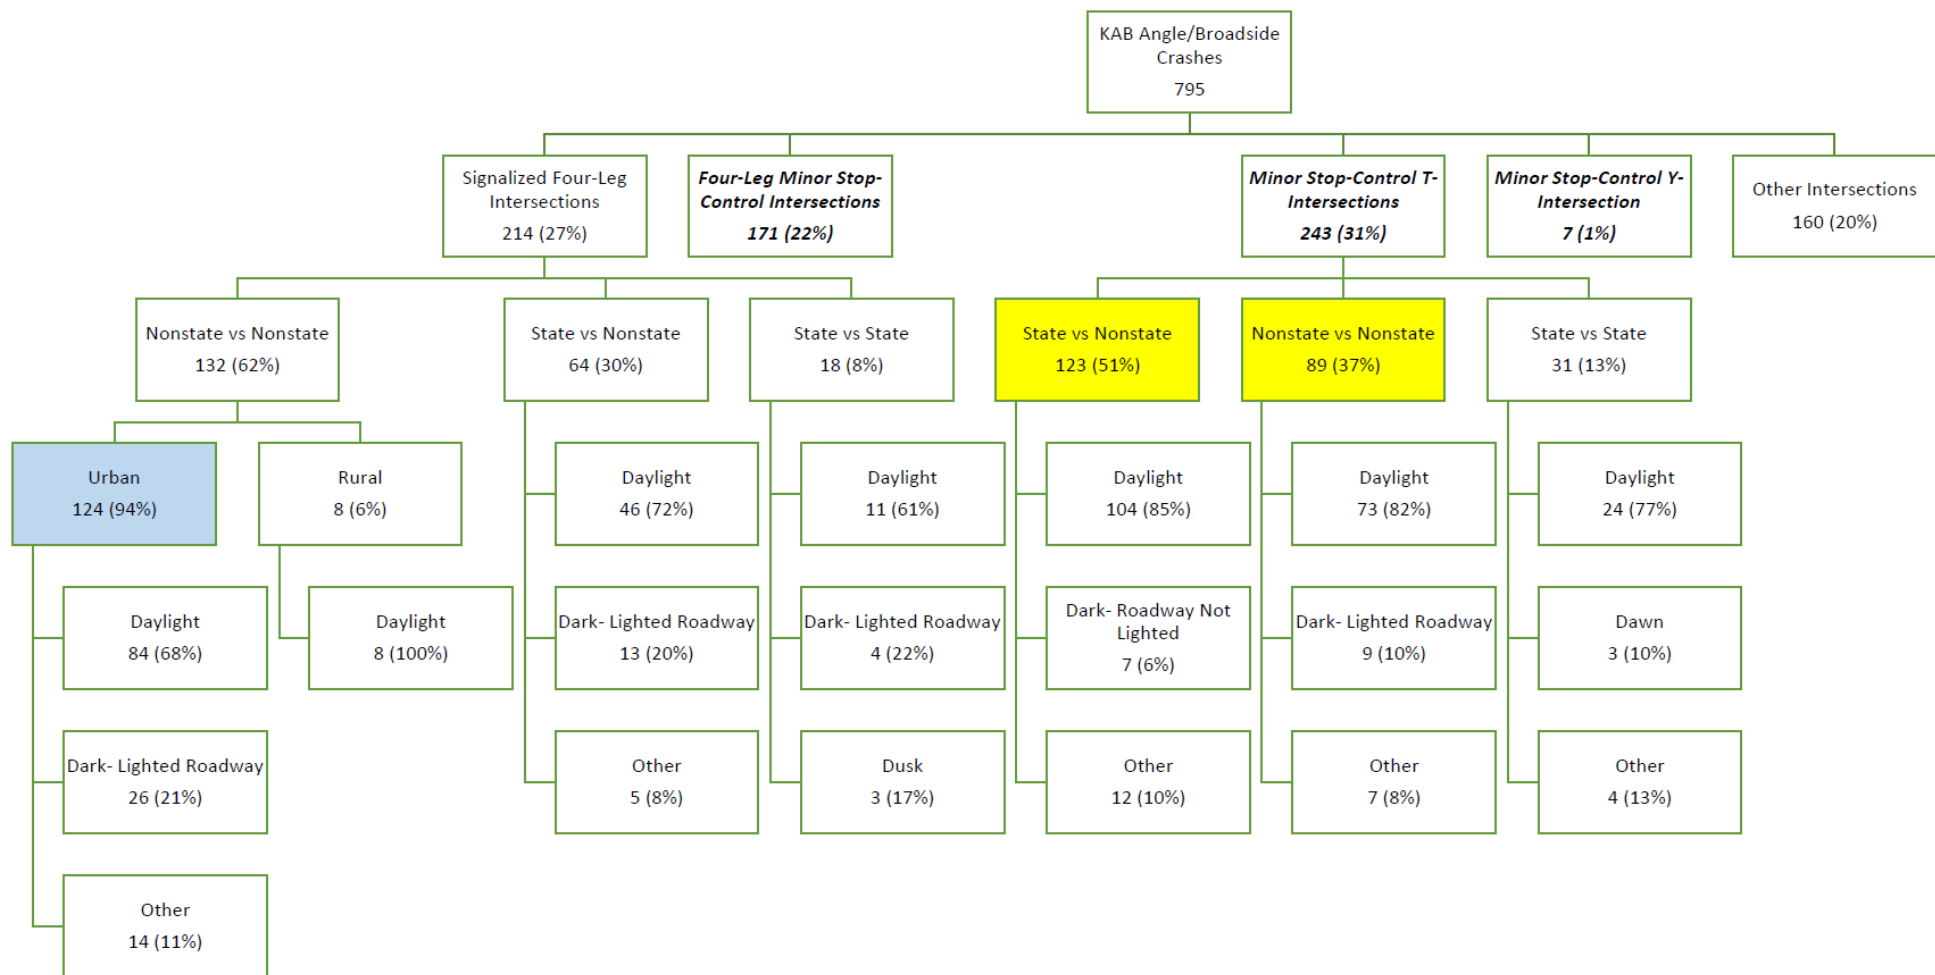 KAB Angle/Broadside
Crashes
795
Signalized Four-Leg
Intersections
214 (27%)
Four-Leg Minor Stop-
Control Intersections
171 (22%)
Minor Stop-Control T-
Intersections
243 (31%)
Minor Stop-Control Y-
Intersection
7 (1%)
Other Intersections
160 (20%)
Nonstate vs Nonstate
132 (62%)
State vs Nonstate
64 (30%)
State vs State
18 (8%)
State vs Nonstate
123 (51%)
Nonstate vs Nonstate
89 (37%)
State vs State
31 (13%)
Urban
124 (94%)
Rural
8 (6%)
Daylight
46 (72%)
Daylight
11 (61%)
Daylight
104 (85%)
Daylight
73 (82%)
Daylight
24 (77%)
Daylight
84 (68%)
Daylight
8 (100%)
Dark- Lighted Roadway
13 (20%)
Dark- Lighted Roadway
4 (22%)
Dark- Roadway Not
Lighted
7 (6%)
Dark- Lighted Roadway
9 (10%)
Dawn
3 (10%)
Dark- Lighted Roadway
26 (21%)
Other
5 (8%)
Dusk
3 (17%)
Other
12 (10%)
Other
7 (8%)
Other
4 (13%)
Other
14 (11%)